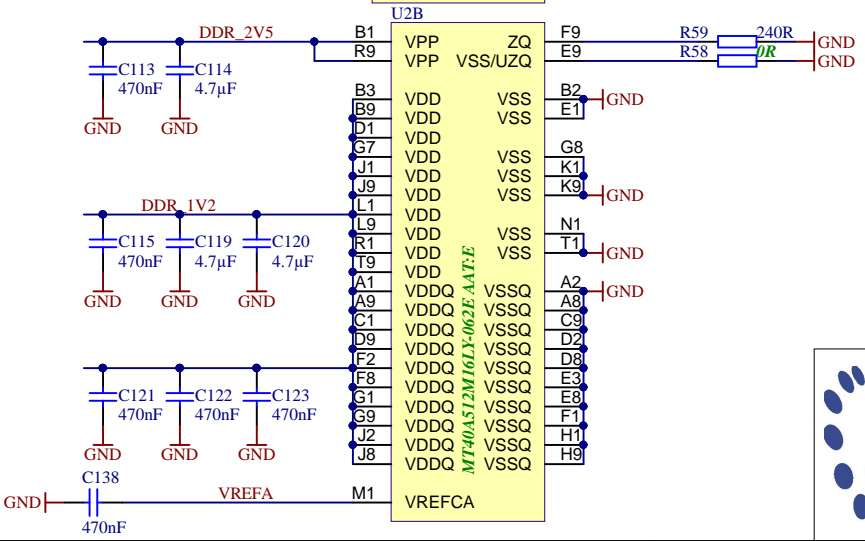 U2B
DDR_2V5 B1 VPP ZQ F9 R59 240R GND
R9 VPP VSS/UZQ E9 R58 0R GND
C113 C114
470nF 4.7µF
GND GND
B3 VDD VSS B2 GND
B9 VDD VSS E1
D1 VDD
G7 VDD VSS G8
J1 VDD VSS K1
J9 VDD VSS K9 GND
DDR_1V2 L1 VDD
L9 VDD VSS N1
R1 VDD VSS T1 GND
T9 VDD
C115 C119 C120
470nF 4.7µF 4.7µF
GND GND GND
A1 VDDQ VSSQ A2 GND
A9 VDDQ VSSQ A8
C1 VDDQ VSSQ C9
D9 VDDQ VSSQ D2
F2 VDDQ VSSQ D8
F8 VDDQ VSSQ E3
G1 VDDQ VSSQ E8
G9 VDDQ VSSQ F1
J2 VDDQ VSSQ H1
J8 VDDQ VSSQ H9
MT40A512M16LY-062E AAT:E
C121 C122 C123
470nF 470nF 470nF
GND GND GND
C138
GND VREFA M1 VREFCA
470nF